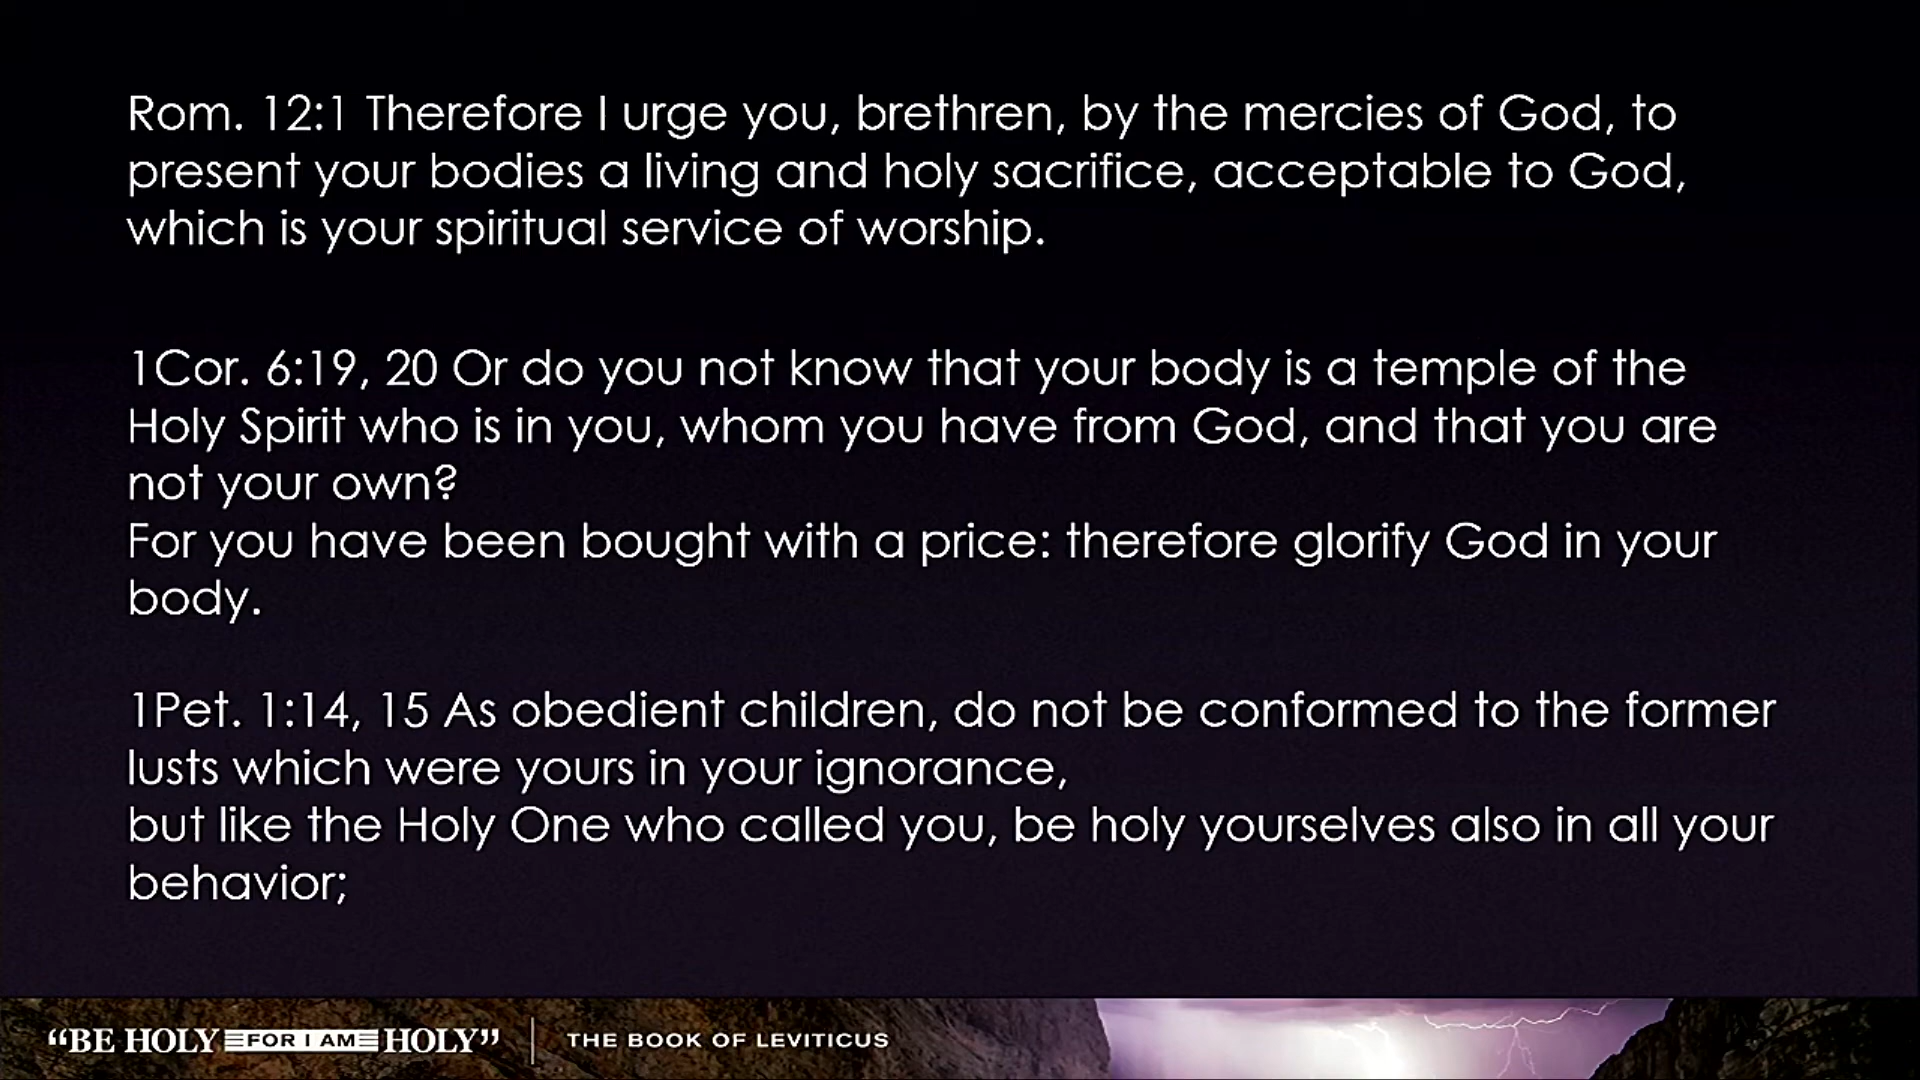 Rom. 12:1 Therefore I urge you, brethren, by the mercies of God, to
present your bodies a living and holy sacrifice, acceptable to God,
which is your spiritual service of worship.
1Cor. 6:19, 20 Or do you not know that your body is a temple of the
Holy Spirit who is in you, whom you have from God, and that you are
not your own?
For you have been bought with a price: therefore glorify God in your
body.
1Pet. 1:14, 15 As obedient children, do not be conformed to the former
lusts which were yours in your ignorance,
but like the Holy One who called you, be holy yourselves also in all your
behavior;
“BE HOLY FOR I AM HOLY” | THE BOOK OF LEVITICUS